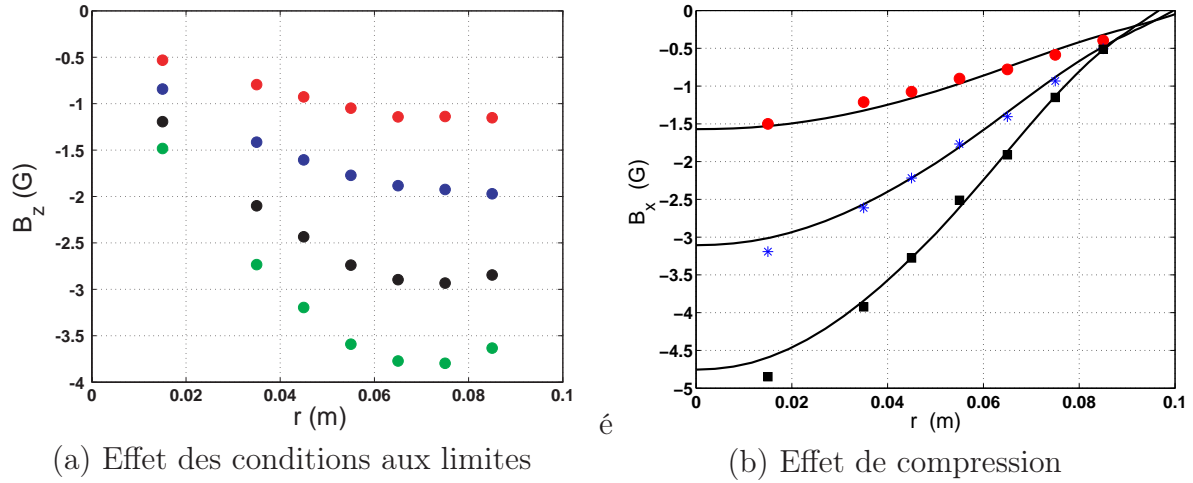 0
-0.5
-1
-1.5
-2
-2.5
-3
-3.5
-4
B_z (G)
0 0.02 0.04 0.06 0.08 0.1
r (m)
(a) Effet des conditions aux limites
é
0
−0.5
−1
−1.5
−2
−2.5
−3
−3.5
−4
−4.5
−5
B_x (G)
0 0.02 0.04 0.06 0.08 0.1
r (m)
(b) Effet de compression